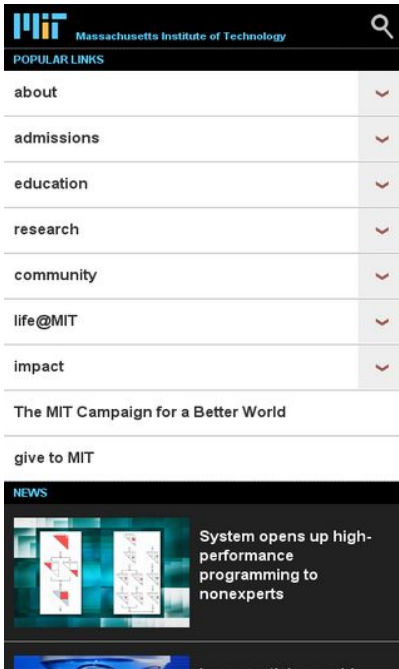 MIT Massachusetts Institute of Technology
POPULAR LINKS
about
admissions
education
research
community
life@MIT
impact
The MIT Campaign for a Better World
give to MIT
NEWS
System opens up high-
performance
programming to
nonexperts